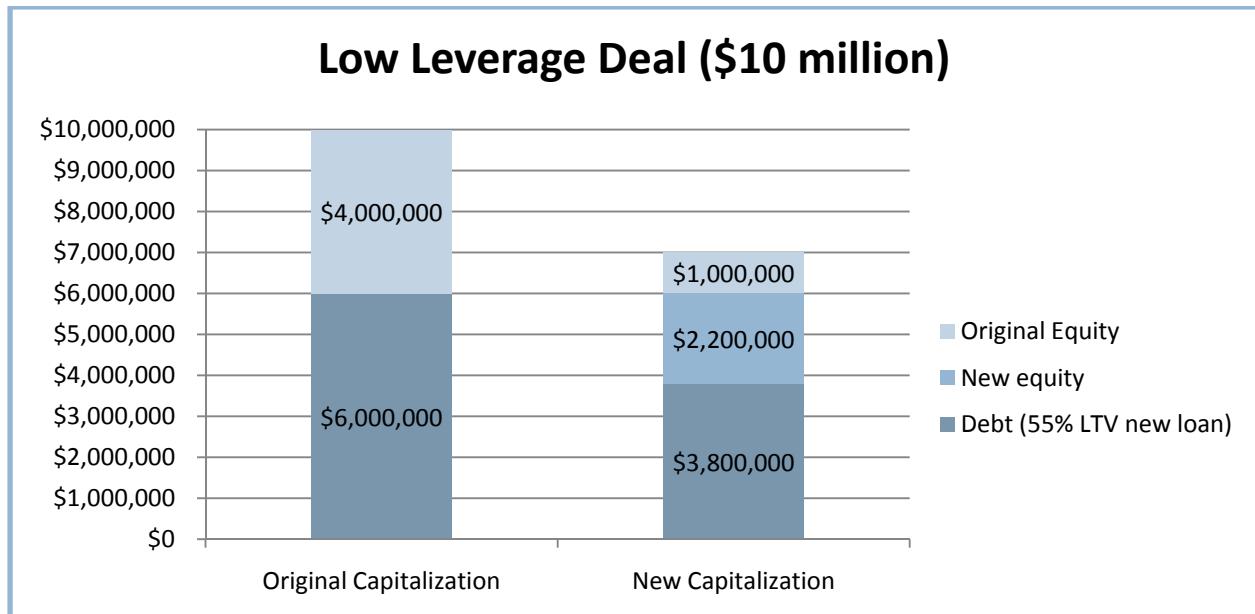 Low Leverage Deal ($10 million)
$10,000,000
$9,000,000
$8,000,000
$7,000,000
$6,000,000
$5,000,000
$4,000,000
$3,000,000
$2,000,000
$1,000,000
$0
$4,000,000
$6,000,000
$1,000,000
$2,200,000
$3,800,000
Original Capitalization
New Capitalization
Original Equity
New equity
Debt (55% LTV new loan)